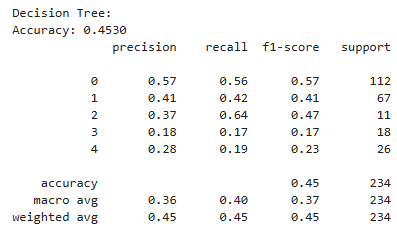 Decision Tree:
Accuracy: 0.4530
precision recall f1-score support
0 0.57 0.56 0.57 112
1 0.41 0.42 0.41 67
2 0.37 0.64 0.47 11
3 0.18 0.17 0.17 18
4 0.28 0.19 0.23 26
accuracy 0.45 234
macro avg 0.36 0.40 0.37 234
weighted avg 0.45 0.45 0.45 234